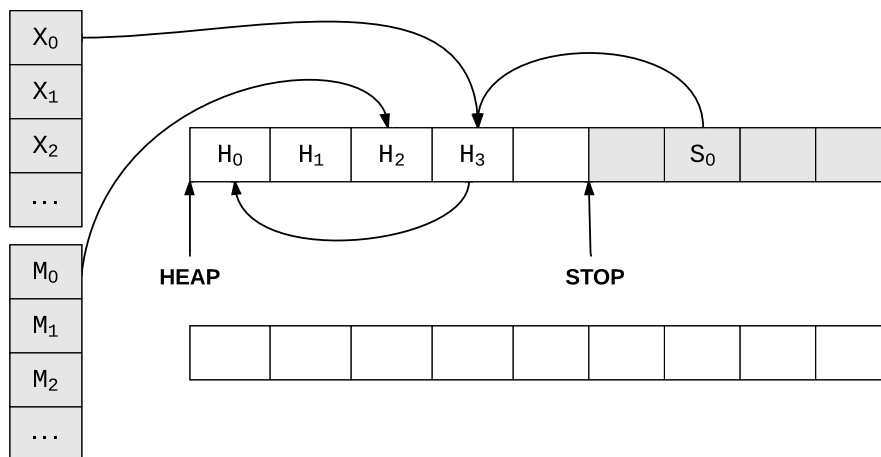 X₀
X₁
X₂
...
H₀ H₁ H₂ H₃ S₀
HEAP STOP
M₀
M₁
M₂
...